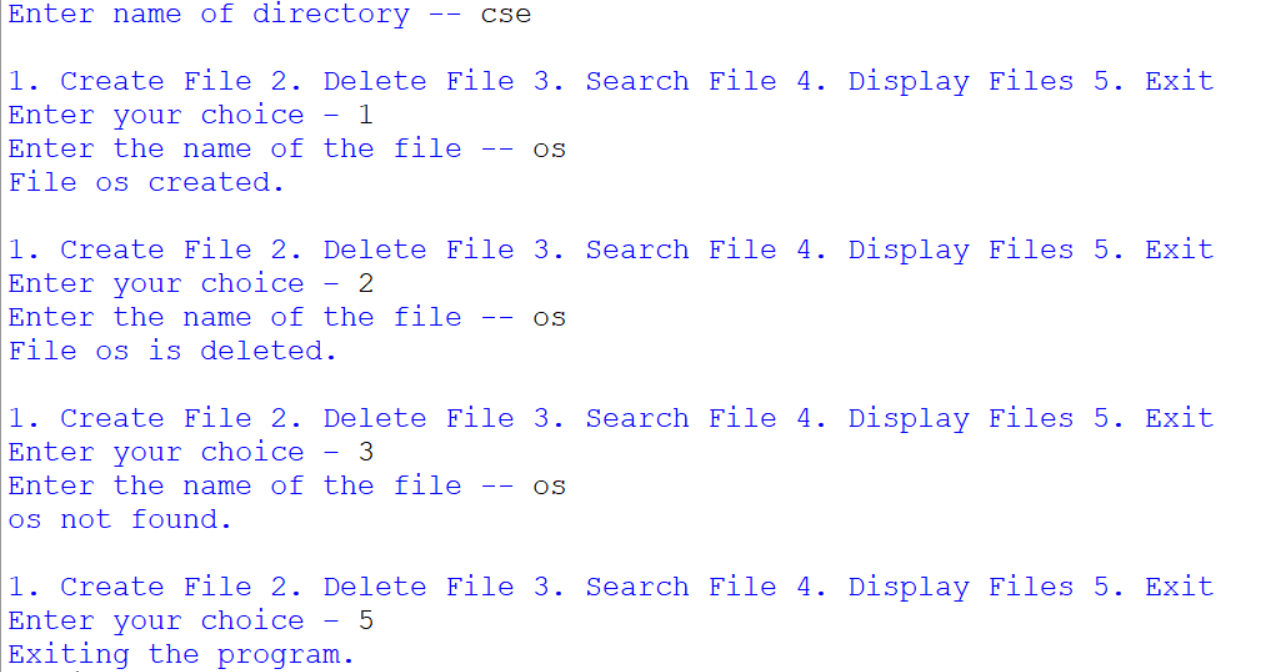 Enter name of directory -- cse
1. Create File 2. Delete File 3. Search File 4. Display Files 5. Exit
Enter your choice - 1
Enter the name of the file -- os
File os created.
1. Create File 2. Delete File 3. Search File 4. Display Files 5. Exit
Enter your choice - 2
Enter the name of the file -- os
File os is deleted.
1. Create File 2. Delete File 3. Search File 4. Display Files 5. Exit
Enter your choice - 3
Enter the name of the file -- os
os not found.
1. Create File 2. Delete File 3. Search File 4. Display Files 5. Exit
Enter your choice - 5
Exiting the program.